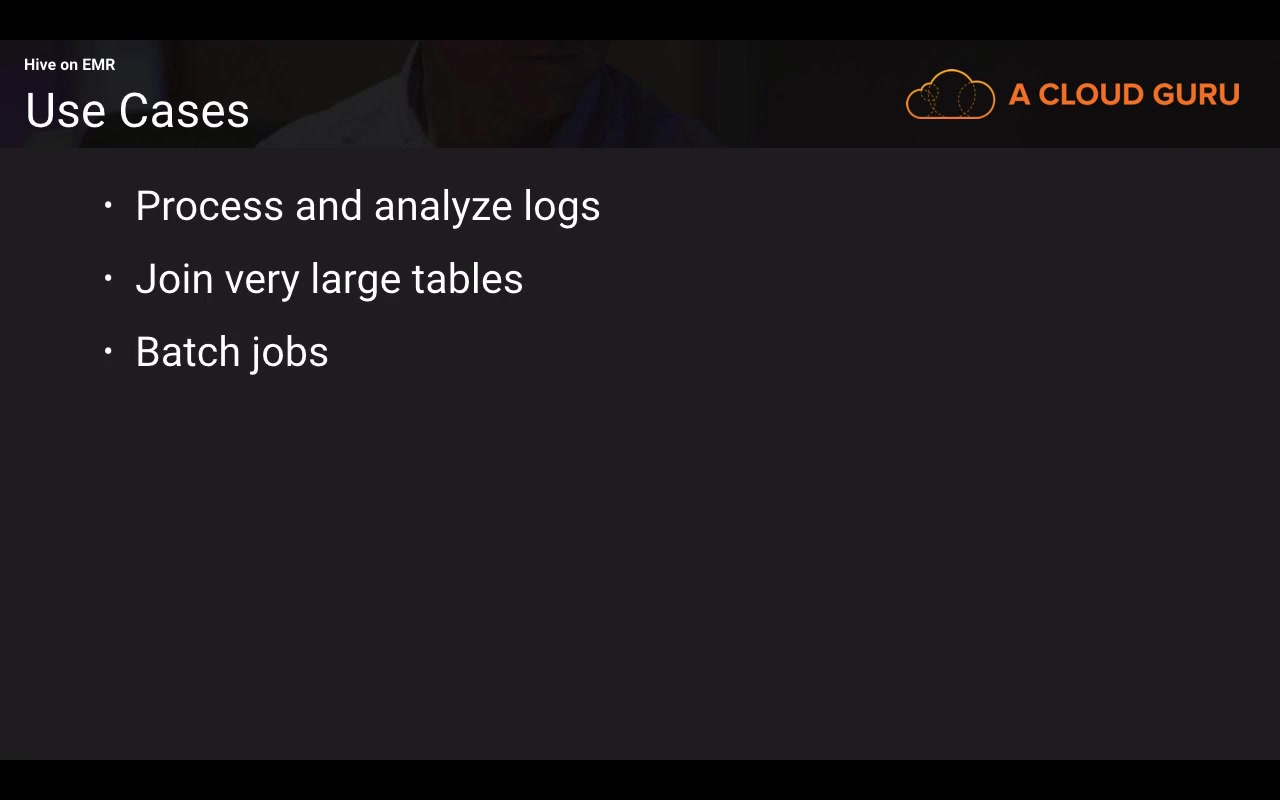 Hive on EMR
Use Cases
A CLOUD GURU
• Process and analyze logs
• Join very large tables
• Batch jobs